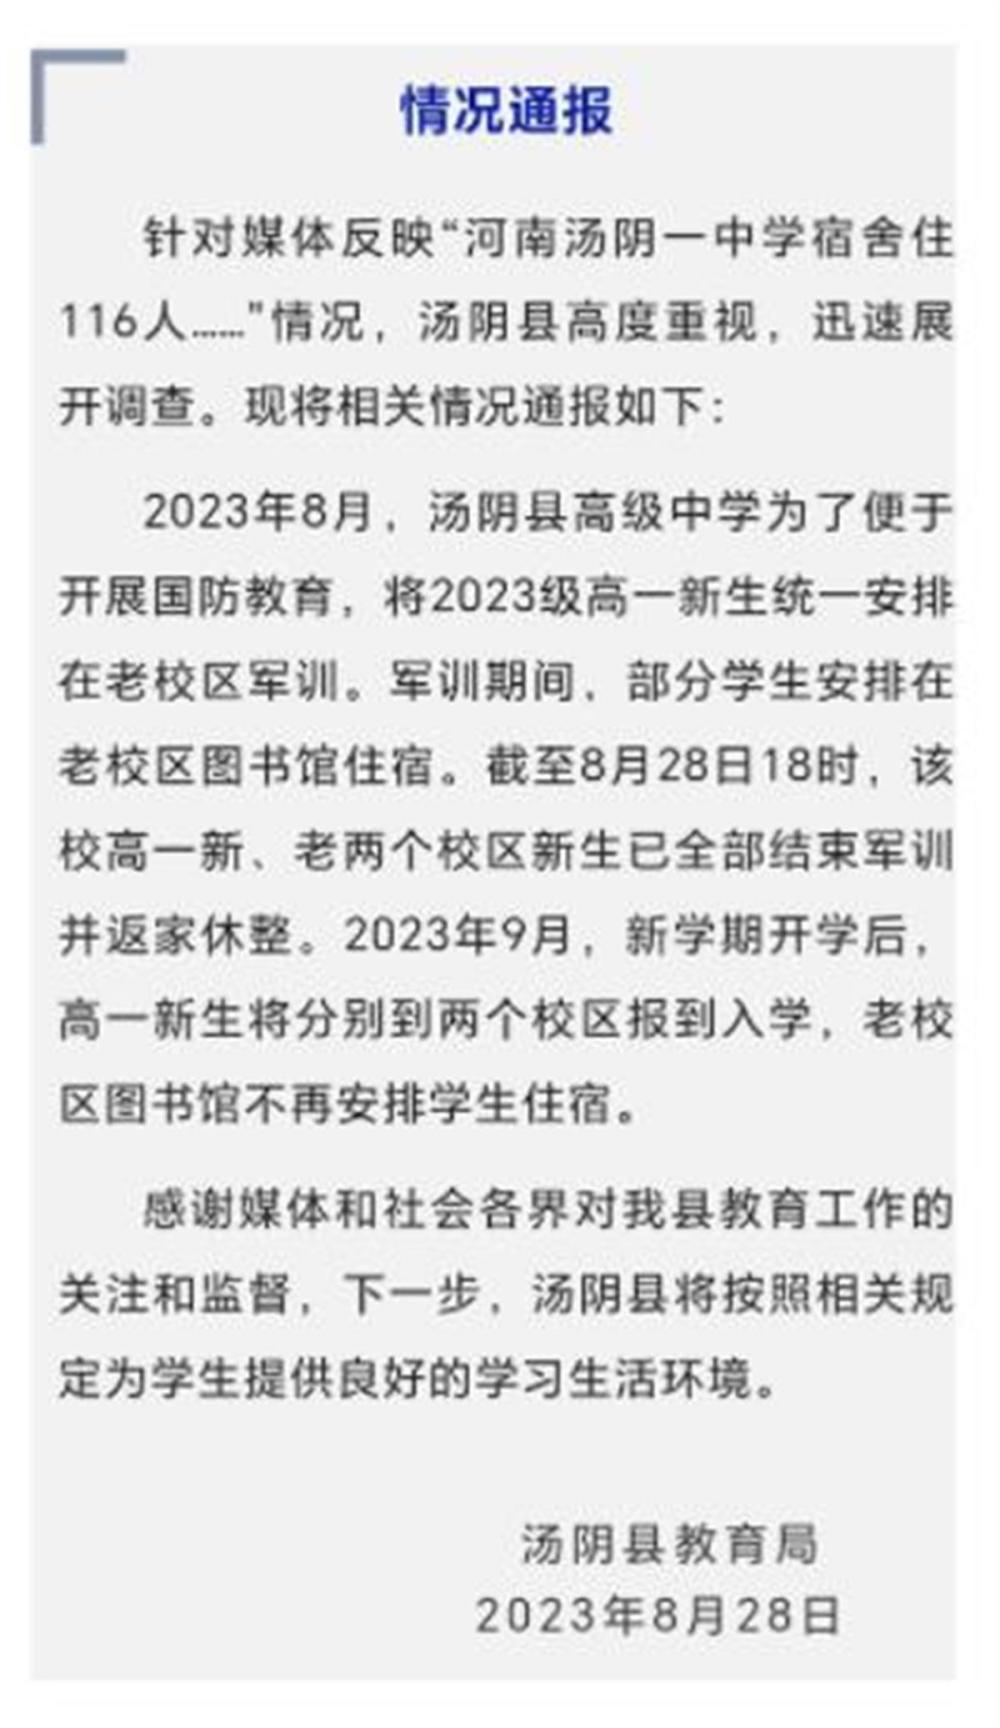 情况通报
针对媒体反映“河南汤阴一中学宿舍住
116人……”情况，汤阴县高度重视，迅速展
开调查。现将相关情况通报如下：
2023年8月，汤阴县高级中学为了便于
开展国防教育，将2023级高一新生统一安排
在老校区军训。军训期间，部分学生安排在
老校区图书馆住宿。截至8月28日18时，该
校高一新、老两个校区新生已全部结束军训
并返家休整。2023年9月，新学期开学后，
高一新生将分别到两个校区报到入学，老校
区图书馆不再安排学生住宿。
感谢媒体和社会各界对我县教育工作的
关注和监督，下一步，汤阴县将按照相关规
定为学生提供良好的学习生活环境。
汤阴县教育局
2023年8月28日